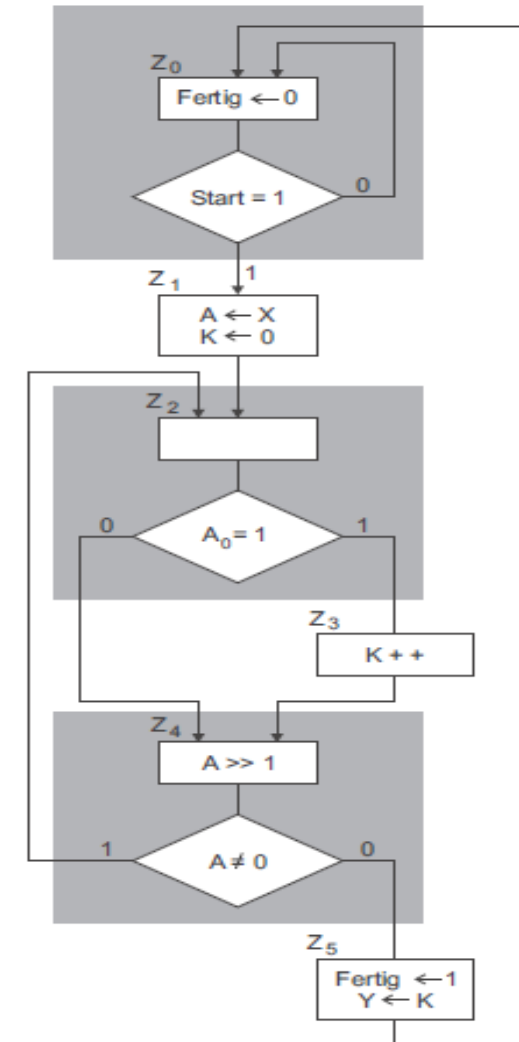 Z₀
Fertig ← 0
Start = 1
0
1
Z₁
A ← X
K ← 0
Z₂
0
A₀ = 1
1
Z₃
K + +
Z₄
A >> 1
1
A ≠ 0
0
Z₅
Fertig ← 1
Y ← K